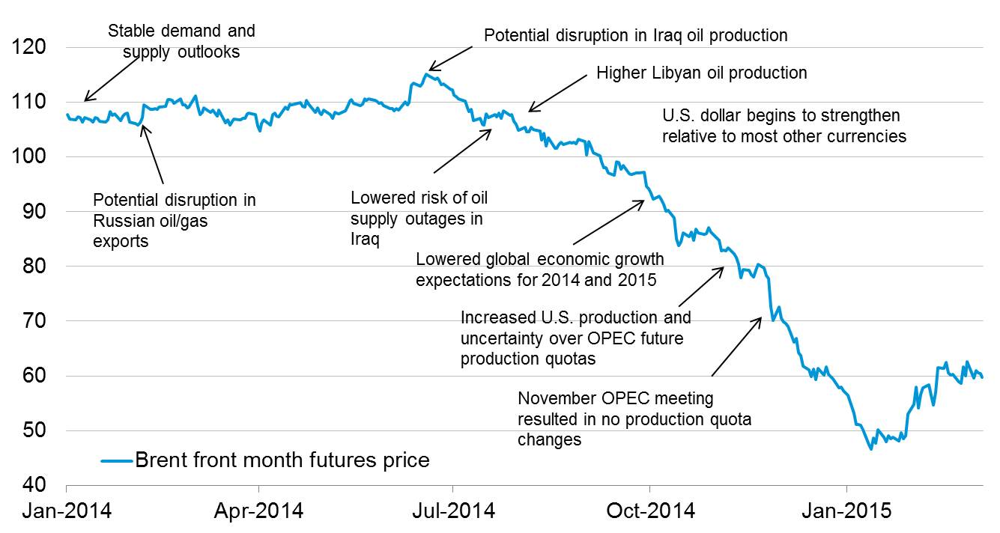 Stable demand and
supply outlooks
Potential disruption in Iraq oil production
Higher Libyan oil production
U.S. dollar begins to strengthen
relative to most other currencies
Potential disruption in
Russian oil/gas
exports
Lowered risk of oil
supply outages in
Iraq
Lowered global economic growth
expectations for 2014 and 2015
Increased U.S. production and
uncertainty over OPEC future
production quotas
November OPEC meeting
resulted in no production quota
changes
Brent front month futures price
120
110
100
90
80
70
60
50
40
Jan-2014
Apr-2014
Jul-2014
Oct-2014
Jan-2015